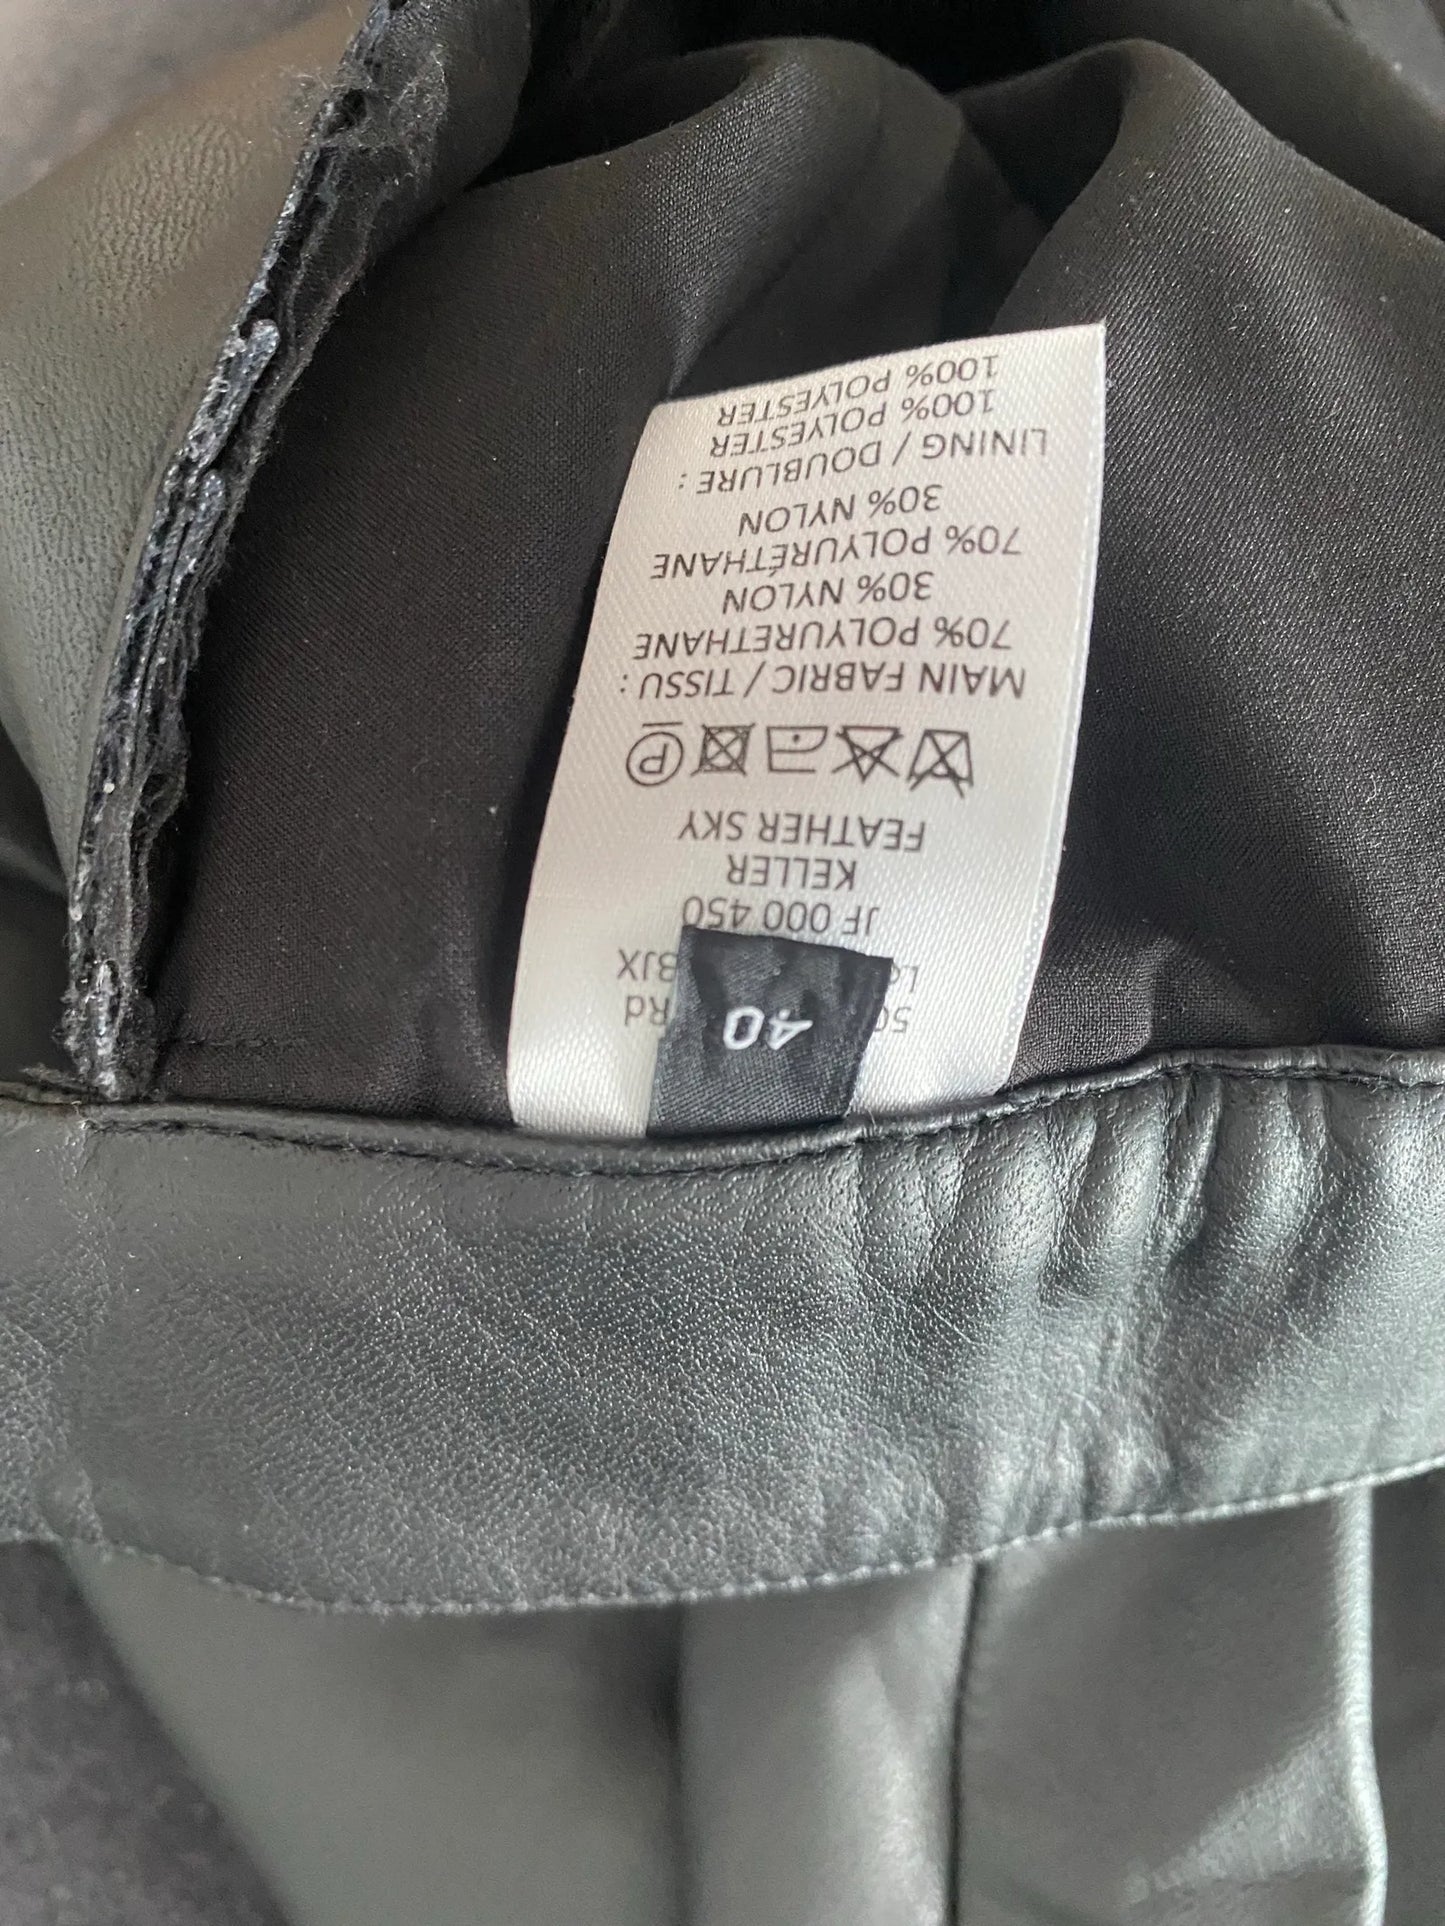 40
Rd
BJX
JF 000 450
KELLER
FEATHER SKY
P
MAIN FABRIC / TISSU :
70% POLYURETHANE
30% NYLON
70% POLYURÉTHANE
30% NYLON
LINING / DOUBLURE :
100% POLYESTER
100% POLYESTER